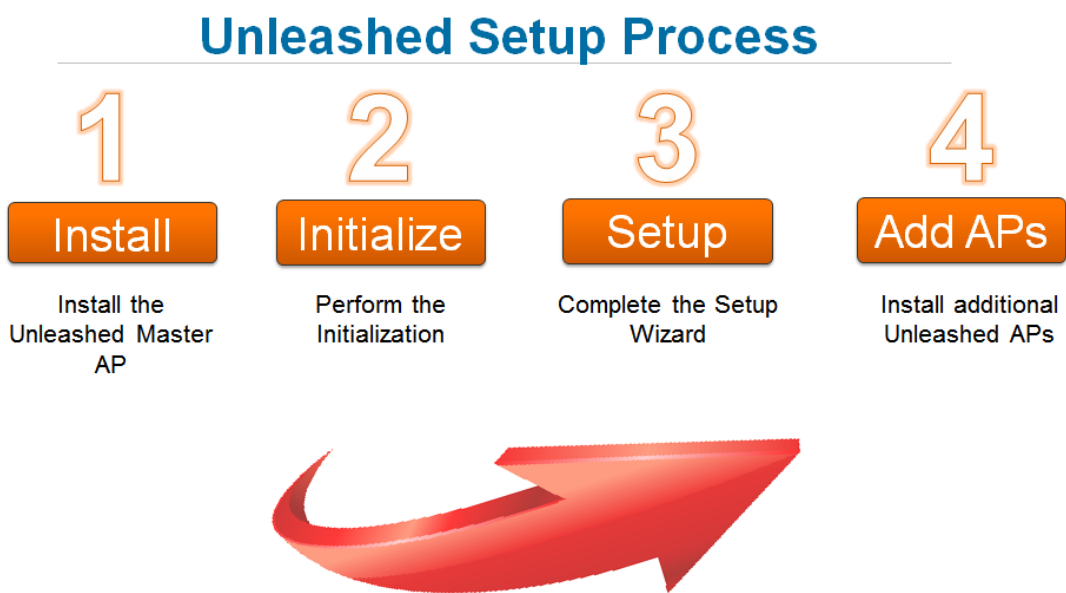 Unleashed Setup Process
1
2
3
4
Install
Initialize
Setup
Add APs
Install the
Unleashed Master
AP
Perform the
Initialization
Complete the Setup
Wizard
Install additional
Unleashed APs